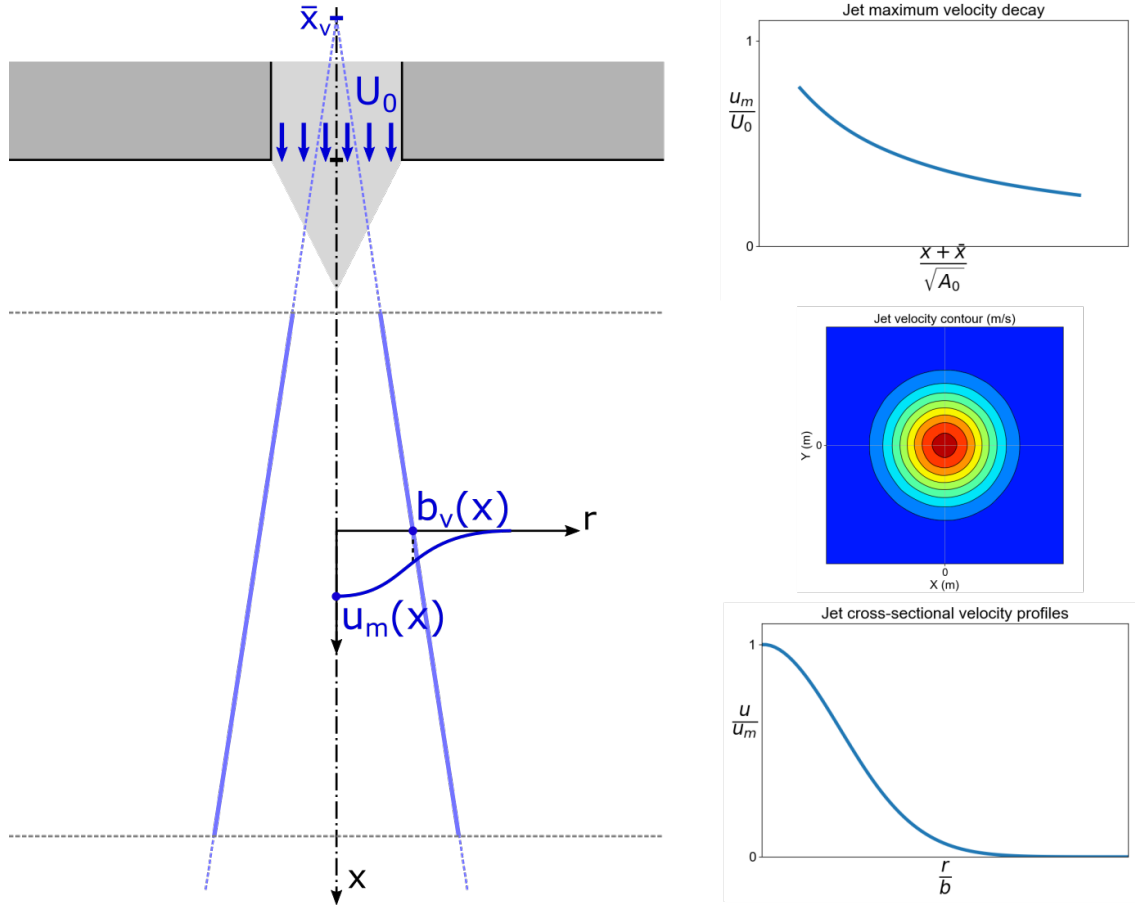 x̄ᵥ
U₀
bᵥ(x)
r
uₘ(x)
x
Jet maximum velocity decay
1
uₘ
U₀
0
x + x̄
√A₀
Jet velocity contour (m/s)
Y (m)
0
0
X (m)
Jet cross-sectional velocity profiles
1
u
uₘ
0
r
b